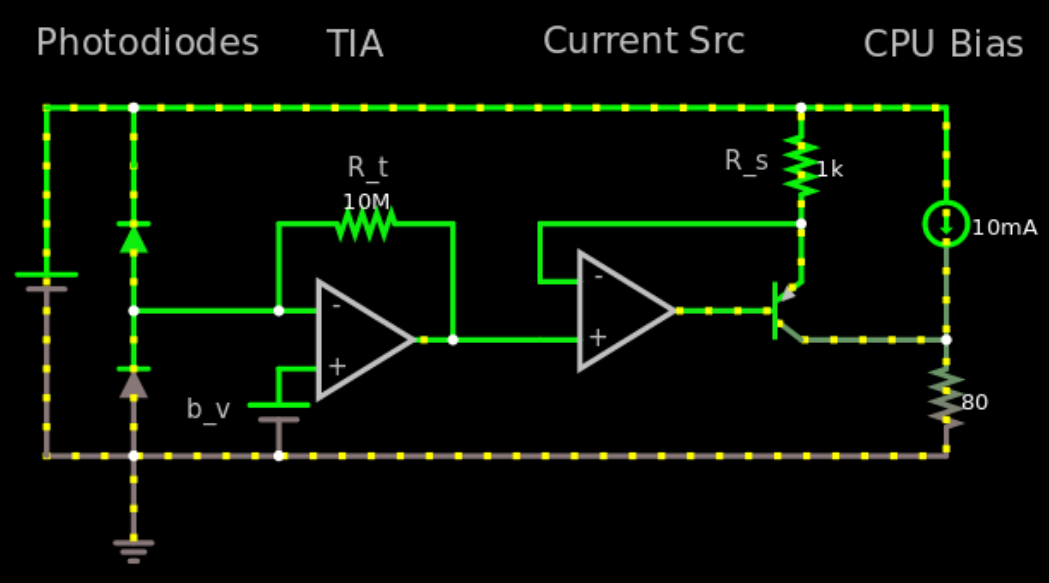 Photodiodes
TIA
Current Src
CPU Bias
R_t
10M
R_s
1k
10mA
-
+
-
+
b_v
80